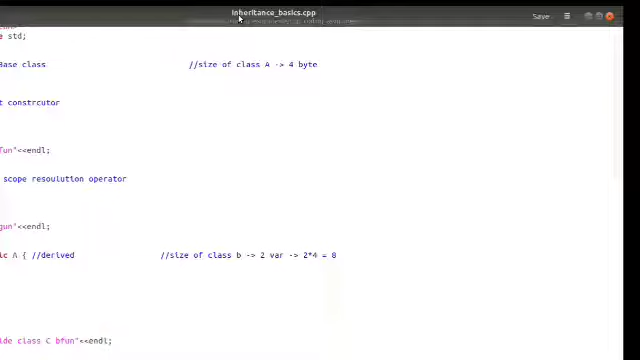 inheritance_basics.cpp
Save
e std;
Base class //size of class A -> 4 byte
t constrcutor
fun"<<endl;
scope resoulution operator
gun"<<endl;
ic A { //derived //size of class b -> 2 var -> 2*4 = 8
ide class C bfun"<<endl;